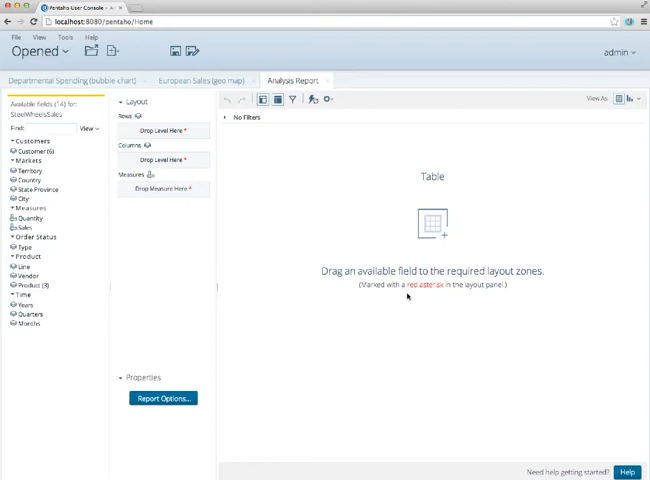 Pentaho User Console - A
localhost:8080/pentaho/Home
File View Tools Help
Opened
admin
Departmental Spending (bubble chart)
European Sales (geo map)
Analysis Report
Available fields (14) for:
SteelWheelsSales
Find:
View
Customers
Customer (6)
Markets
Territory
Country
State Province
City
Measures
Quantity
Sales
Order Status
Type
Product
Line
Vendor
Product (3)
Time
Years
Quarters
Months
Layout
Rows
Drop Level Here *
Columns
Drop Level Here *
Measures
Drop Measure Here *
Properties
Report Options...
View As:
No Filters
Table
Drag an available field to the required layout zones.
(Marked with a red asterisk in the layout panel.)
Need help getting started?
Help